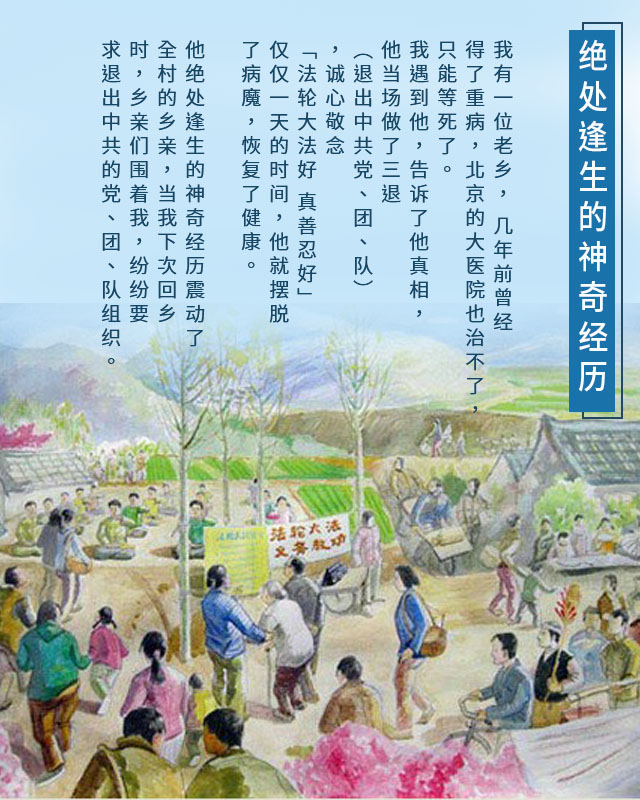 绝处逢生的神奇经历
我有一位老乡，几年前曾经
得了重病，北京的大医院也治不了，
只能等死了。
我遇到他，告诉了他真相，
他当场做了三退
（退出中共党、团、队）
，诚心敬念
「法轮大法好 真善忍好」
仅仅一天的时间，他就摆脱
了病魔，恢复了健康。
他绝处逢生的神奇经历震动了
全村的乡亲，当我下次回乡
时，乡亲们围着我，纷纷要
求退出中共的党、团、队组织。
法轮大法
义务教功